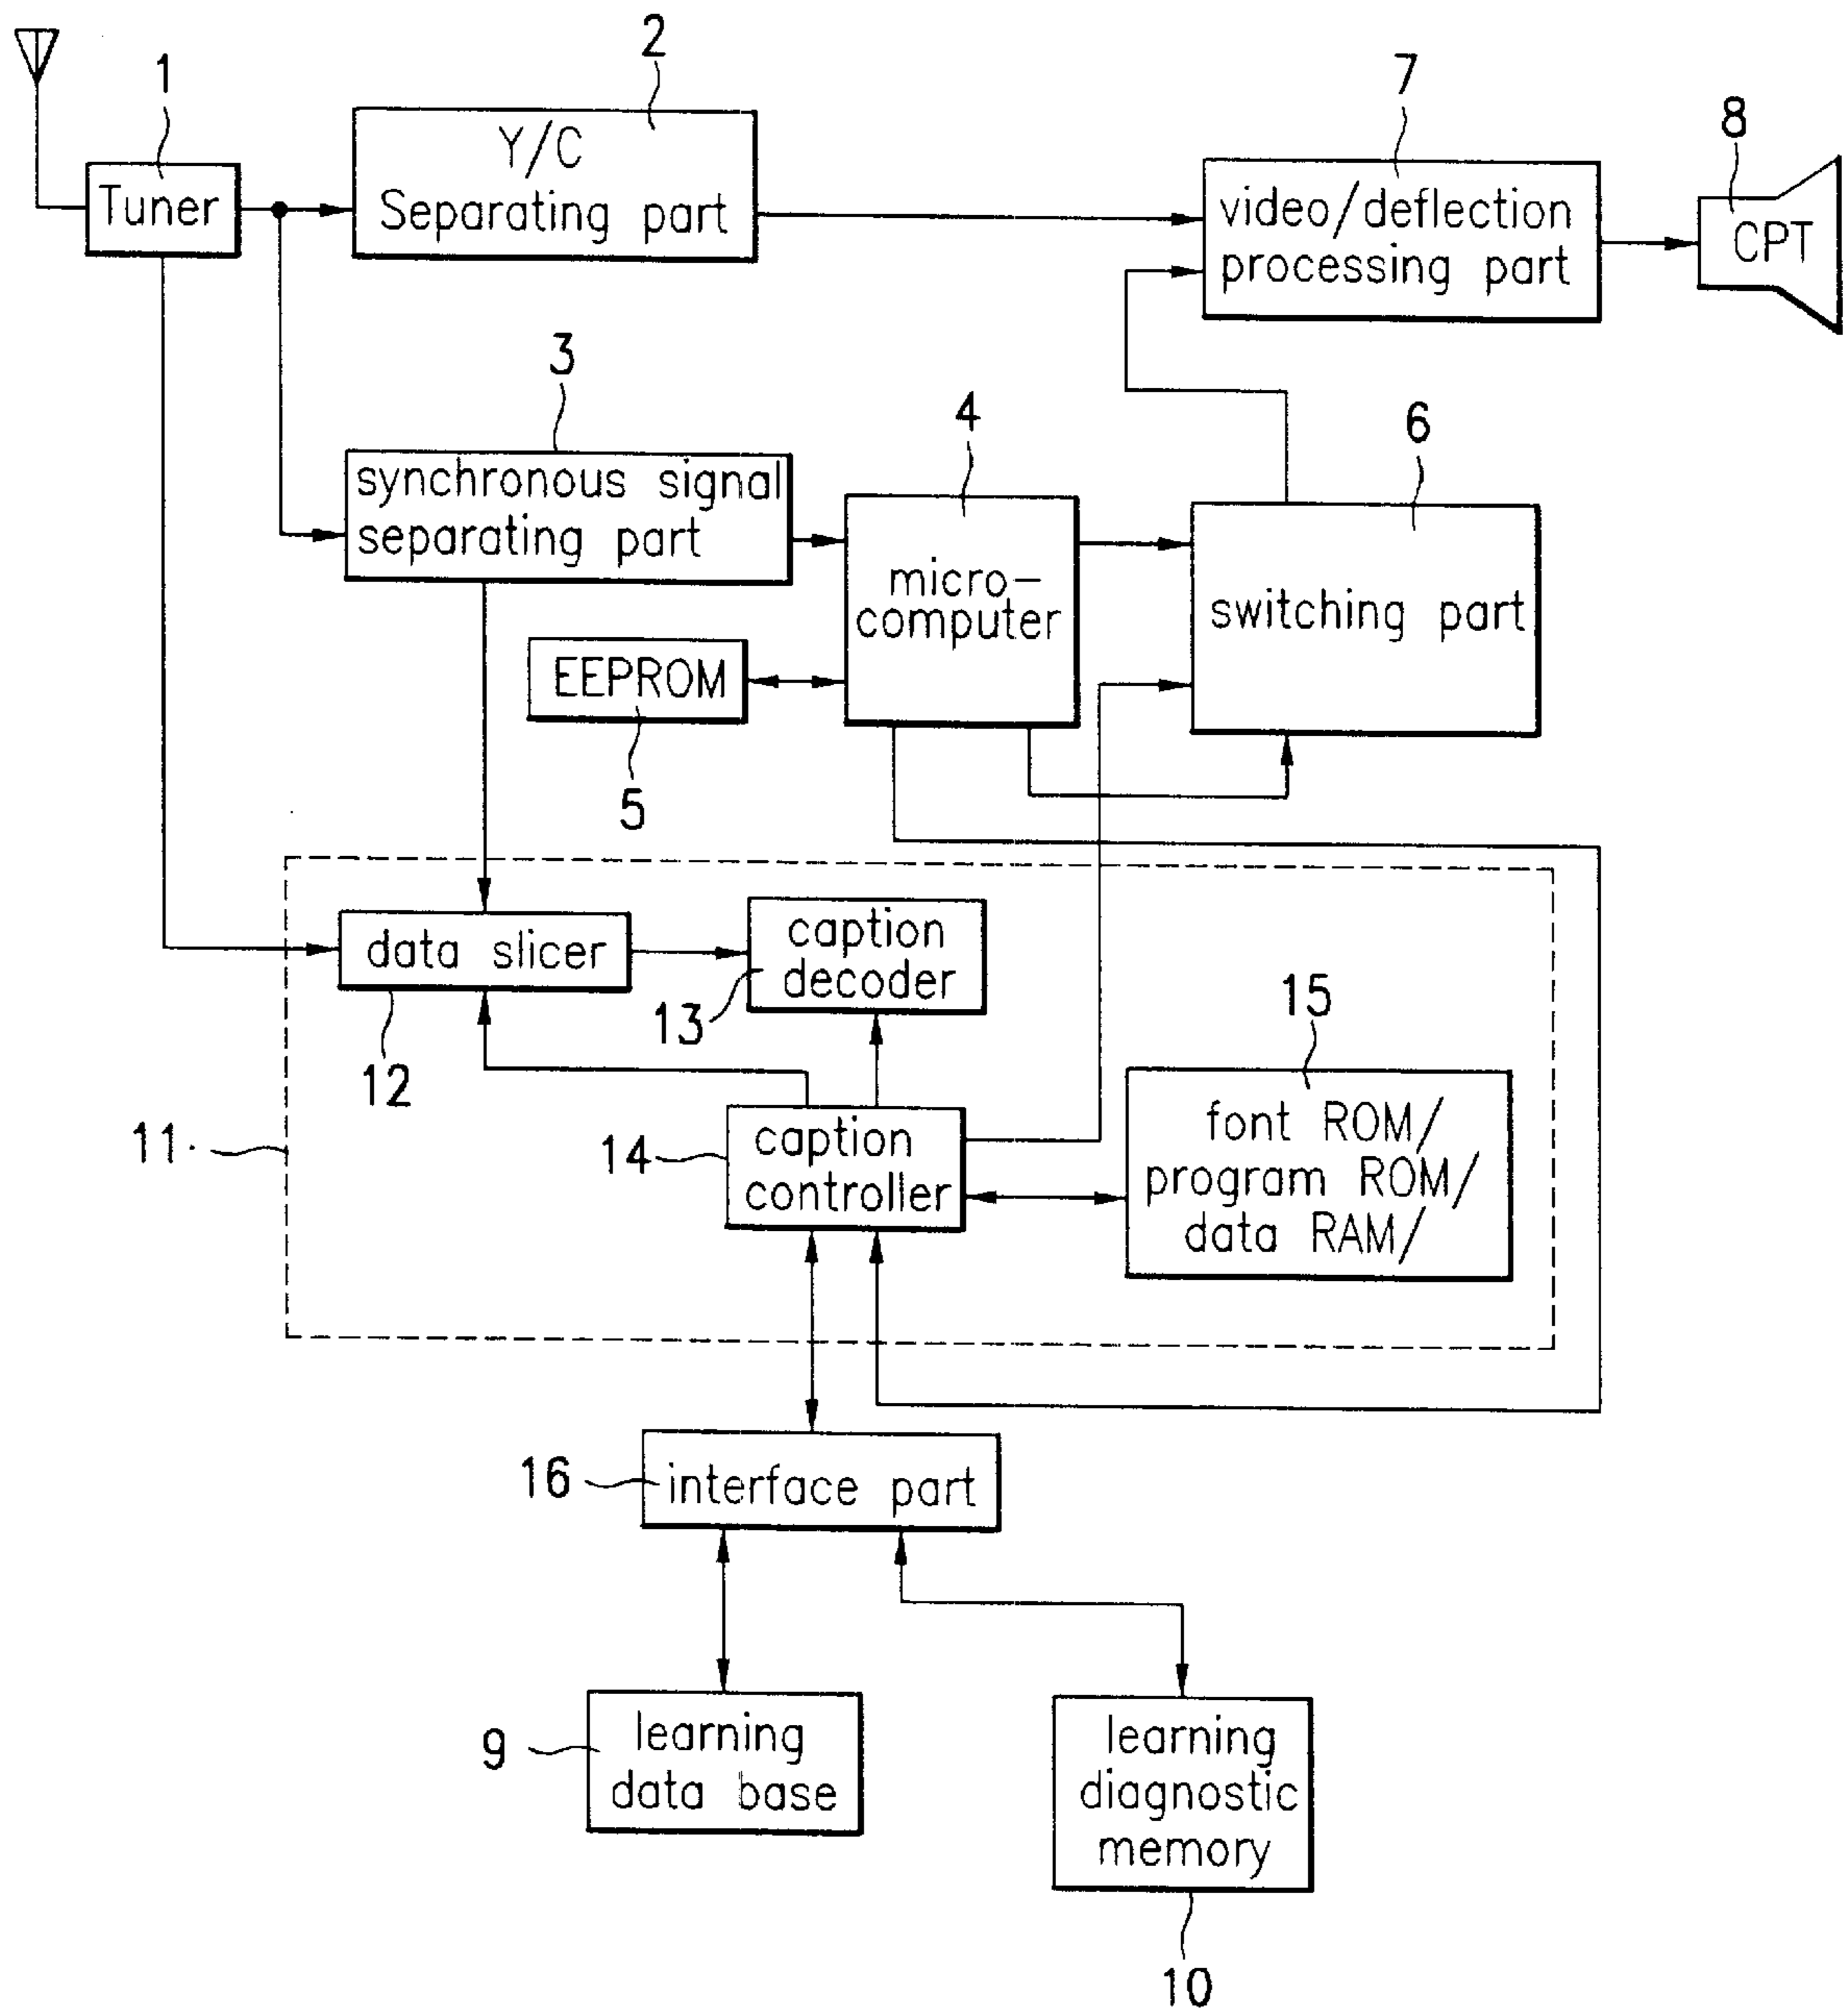 1
Tuner
2
Y/C
Separating part
7
video/deflection
processing part
8
CPT
3
synchronous signal
separating part
4
micro-
computer
6
switching part
EEPROM
5
data slicer
12
caption
decoder
13
11
14
caption
controller
15
font ROM/
program ROM/
data RAM/
16
interface part
9
learning
data base
learning
diagnostic
memory
10